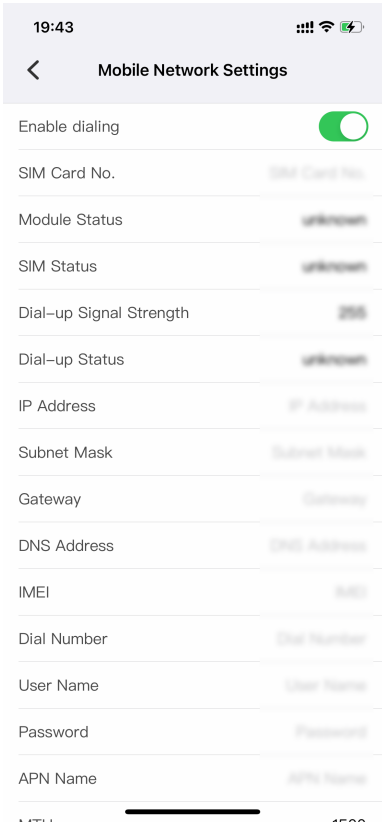 19:43
Mobile Network Settings
Enable dialing
SIM Card No. SIM Card No.
Module Status unknown
SIM Status unknown
Dial-up Signal Strength 255
Dial-up Status unknown
IP Address IP Address
Subnet Mask Subnet Mask
Gateway Gateway
DNS Address DNS Address
IMEI IMEI
Dial Number Dial Number
User Name User Name
Password Password
APN Name APN Name
MTU 1500